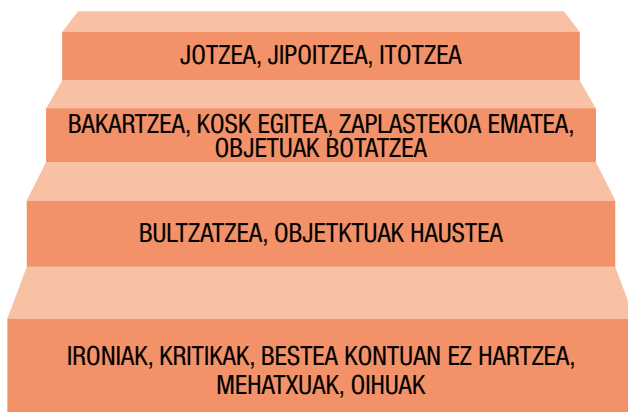 JOTZEA, JIPOITZEA, ITOTZEA
BAKARTZEA, KOSK EGITEA, ZAPLASTEKOA EMATEA,
OBJETUAK BOTATZEA
BULTZATZEA, OBJETKTUAK HAUSTEA
IRONIAK, KRITIKAK, BESTEA KONTUAN EZ HARTZEA,
MEHATXUAK, OIHUAK